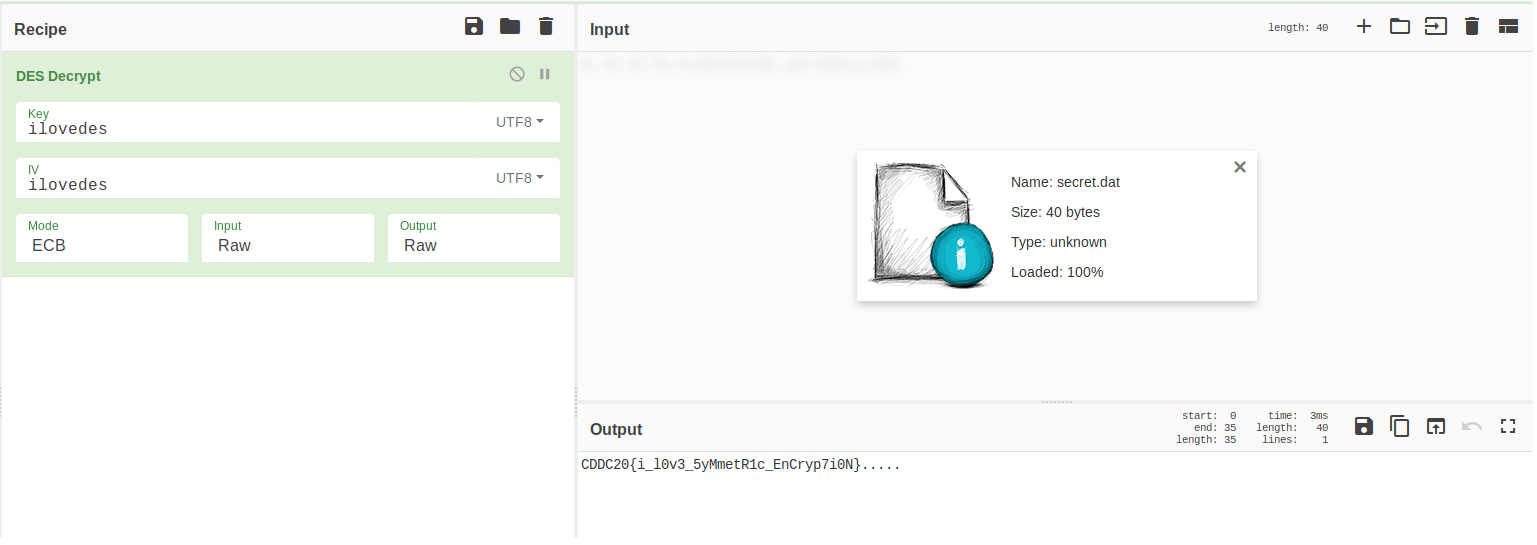 Recipe
DES Decrypt
Key
ilovedes
UTF8
IV
ilovedes
UTF8
Mode
ECB
Input
Raw
Output
Raw
Input
length: 40
Name: secret.dat
Size: 40 bytes
Type: unknown
Loaded: 100%
Output
start: 0 time: 3ms
end: 35 length: 40
length: 35 lines: 1
CDDC20{i_l0v3_5yMmetR1c_EnCryp7i0N}.....